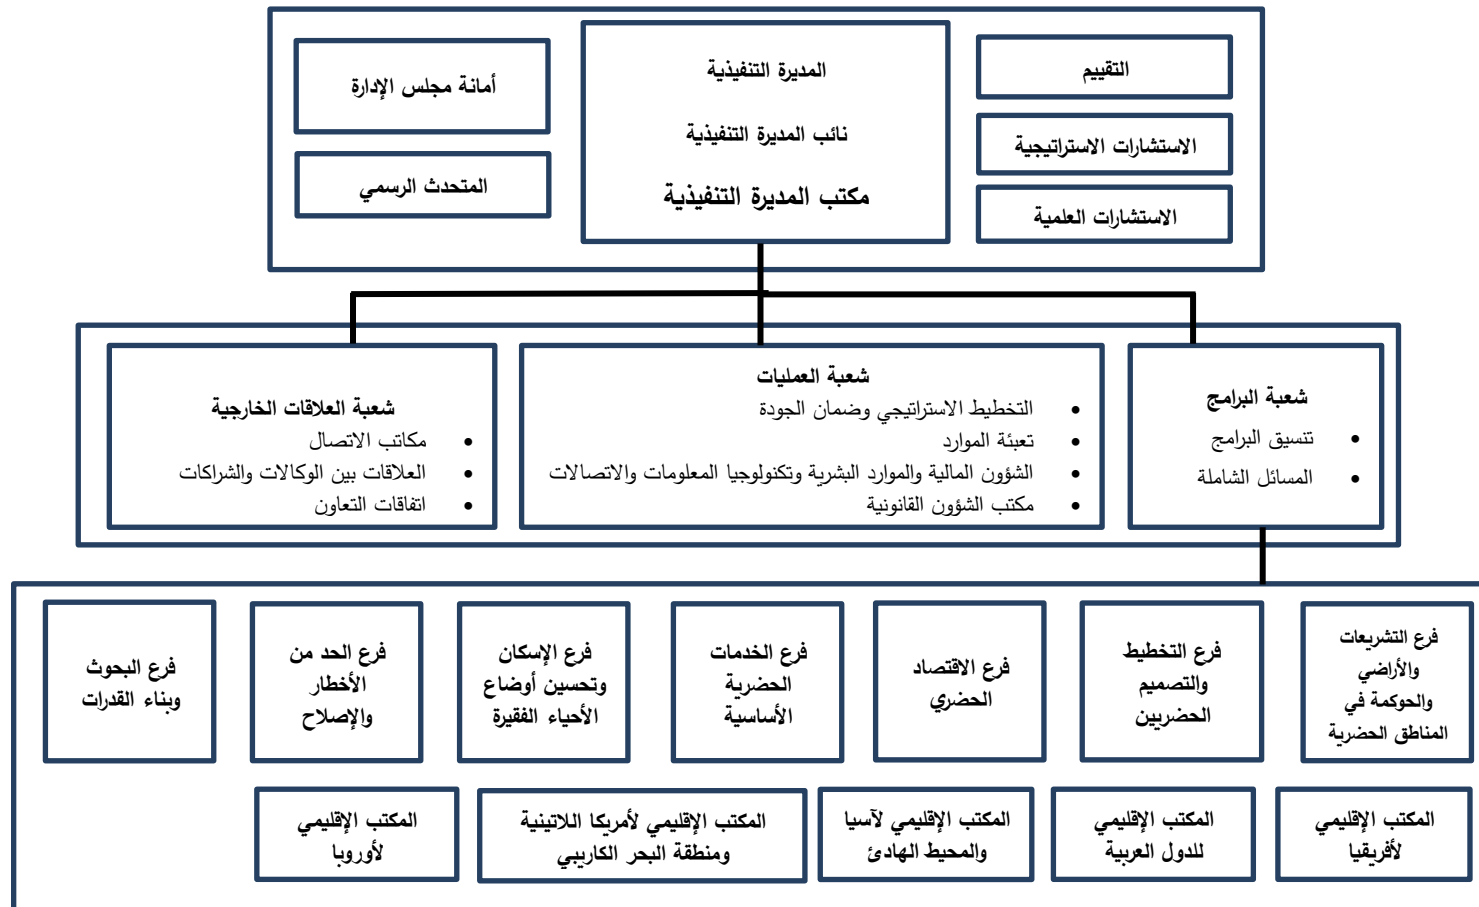 التقييم
الاستشارات الاستراتيجية
الاستشارات العلمية
المديرة التنفيذية
نائب المديرة التنفيذية
مكتب المديرة التنفيذية
أمانة مجلس الإدارة
المتحدث الرسمي
شعبة البرامج
• تنسيق البرامج
• المسائل الشاملة
شعبة العمليات
• التخطيط الاستراتيجي وضمان الجودة
• تعبئة الموارد
• الشؤون المالية والموارد البشرية وتكنولوجيا المعلومات والاتصالات
• مكتب الشؤون القانونية
شعبة العلاقات الخارجية
• مكاتب الاتصال
• العلاقات بين الوكالات والشراكات
• اتفاقات التعاون
فرع التشريعات
والأراضي
والحوكمة في
المناطق الحضرية
فرع التخطيط
والتصميم
الحضريين
فرع الاقتصاد
الحضري
فرع الخدمات
الحضرية
الأساسية
فرع الإسكان
وتحسين أوضاع
الأحياء الفقيرة
فرع الحد من
الأخطار
والإصلاح
فرع البحوث
وبناء القدرات
المكتب الإقليمي
لأفريقيا
المكتب الإقليمي
للدول العربية
المكتب الإقليمي لآسيا
والمحيط الهادئ
المكتب الإقليمي لأمريكا اللاتينية
ومنطقة البحر الكاريبي
المكتب الإقليمي
لأوروبا